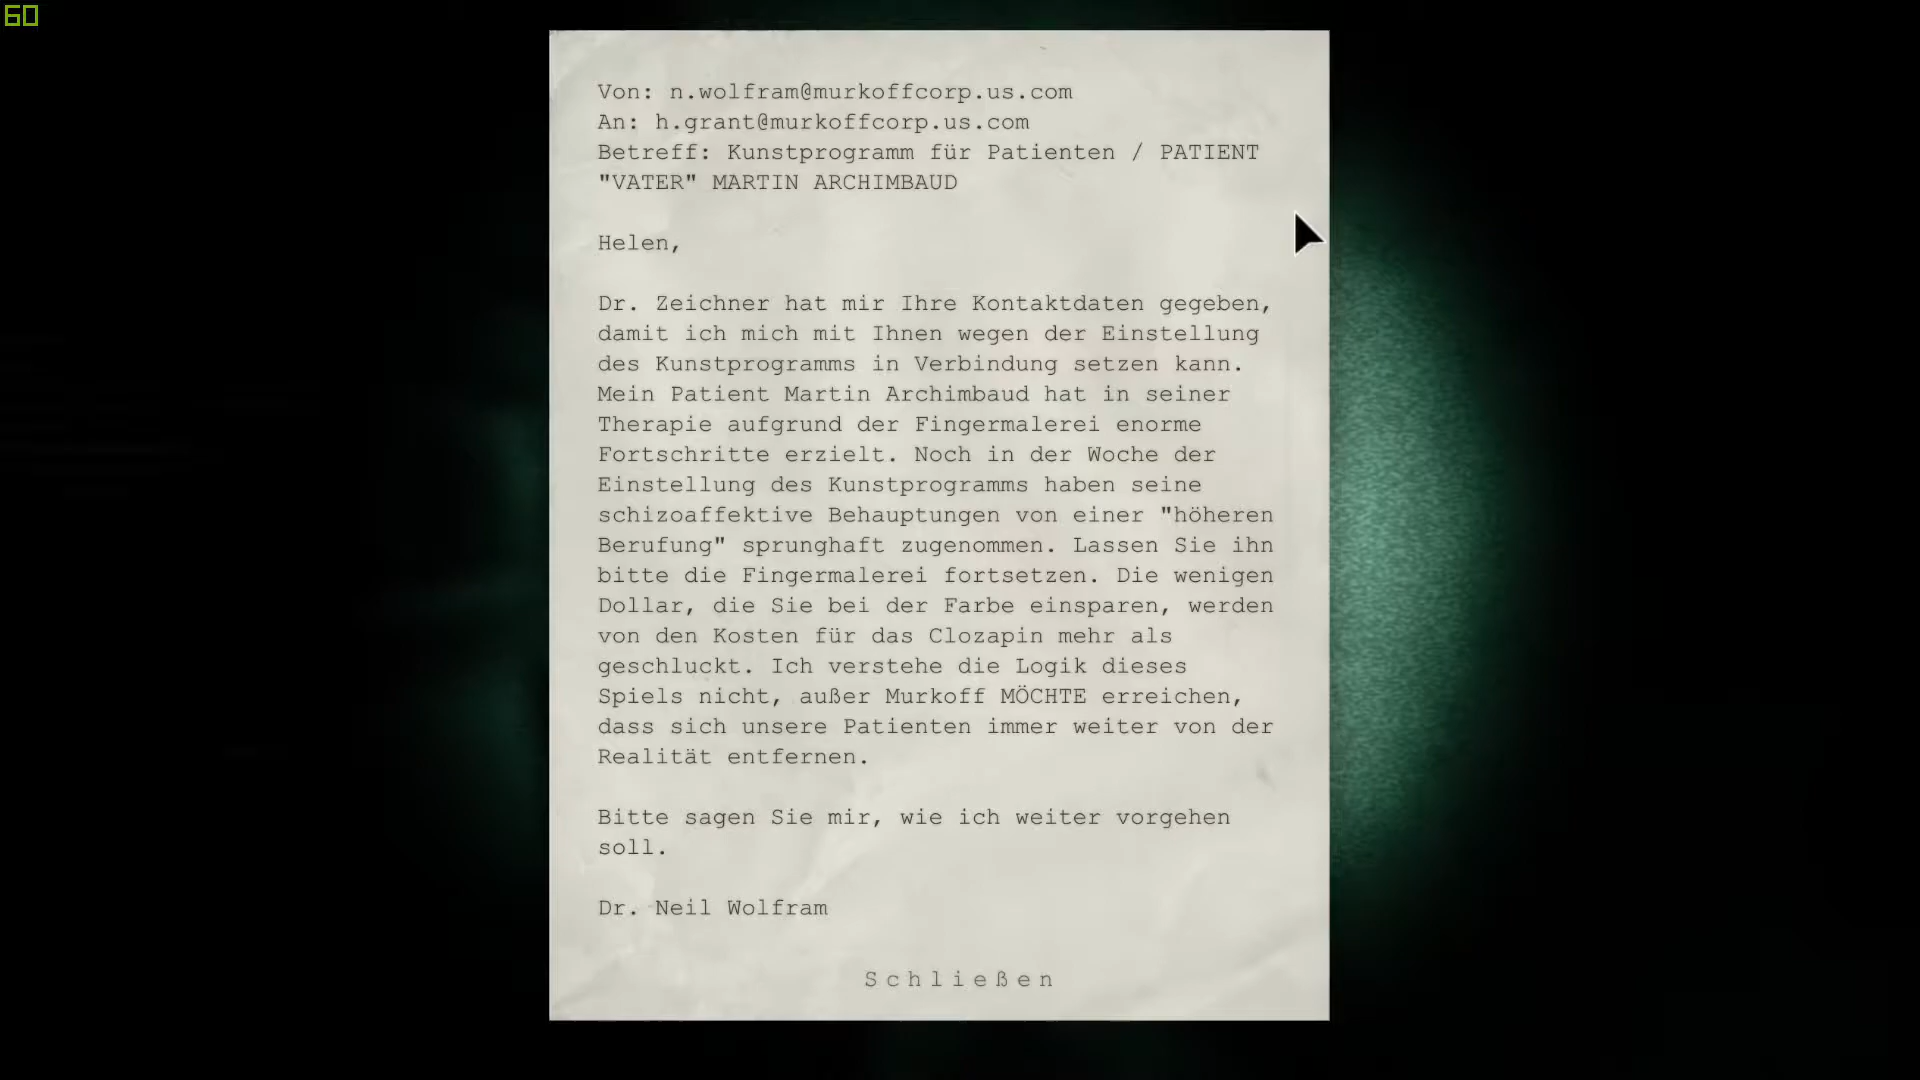 60
Von: n.wolfram@murkoffcorp.us.com
An: h.grant@murkoffcorp.us.com
Betreff: Kunstprogramm für Patienten / PATIENT
"VATER" MARTIN ARCHIMBAUD
Helen,
Dr. Zeichner hat mir Ihre Kontaktdaten gegeben,
damit ich mich mit Ihnen wegen der Einstellung
des Kunstprogramms in Verbindung setzen kann.
Mein Patient Martin Archimbaud hat in seiner
Therapie aufgrund der Fingermalerei enorme
Fortschritte erzielt. Noch in der Woche der
Einstellung des Kunstprogramms haben seine
schizoaffektive Behauptungen von einer "höheren
Berufung" sprunghaft zugenommen. Lassen Sie ihn
bitte die Fingermalerei fortsetzen. Die wenigen
Dollar, die Sie bei der Farbe einsparen, werden
von den Kosten für das Clozapin mehr als
geschluckt. Ich verstehe die Logik dieses
Spiels nicht, außer Murkoff MÖCHTE erreichen,
dass sich unsere Patienten immer weiter von der
Realität entfernen.
Bitte sagen Sie mir, wie ich weiter vorgehen
soll.
Dr. Neil Wolfram
Schließen